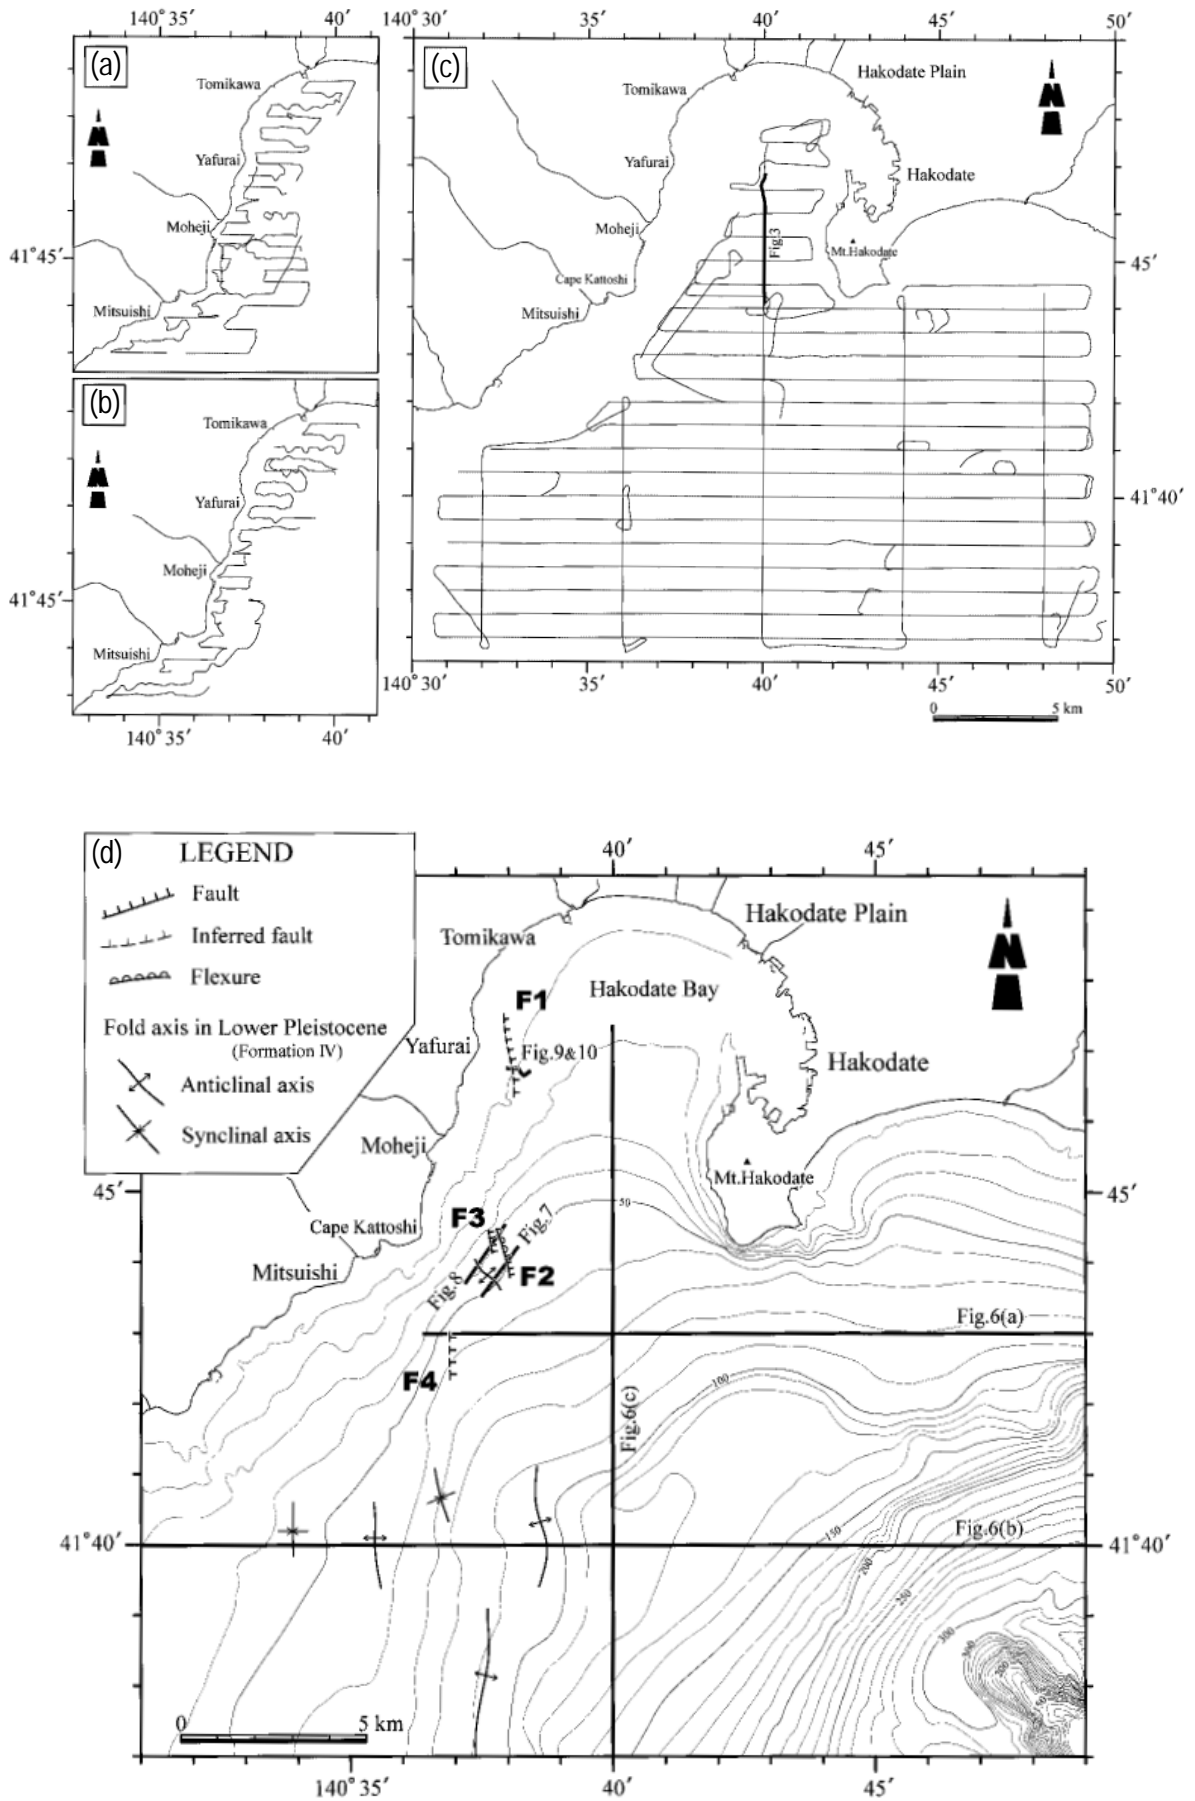 140°35′
40′
(a)
Tomikawa
N
Yafurai
Moheji
41°45′
Mitsuishi
(b)
Tomikawa
N
Yafurai
Moheji
41°45′
Mitsuishi
140°35′
40′
140°30′
35′
40′
45′
50′
(c)
Hakodate Plain
Tomikawa
N
Yafurai
Hakodate
Moheji
Fig.3
Mt.Hakodate
Cape Kattoshi
45′
Mitsuishi
41°40′
140°30′
35′
40′
45′
50′
0
5 km
(d)
LEGEND
Fault
Inferred fault
Flexure
Fold axis in Lower Pleistocene
(Formation IV)
Anticlinal axis
Synclinal axis
40′
45′
Hakodate Plain
Tomikawa
N
Hakodate Bay
F1
Yafurai
Fig.9&10
Hakodate
Moheji
Mt.Hakodate
45′
45′
50
Cape Kattoshi
F3
Fig.7
Mitsuishi
F2
Fig.8
Fig.6(a)
F4
100
Fig.6(c)
150
Fig.6(b)
41°40′
41°40′
200
250
300
300
200
0
5 km
140°35′
40′
45′